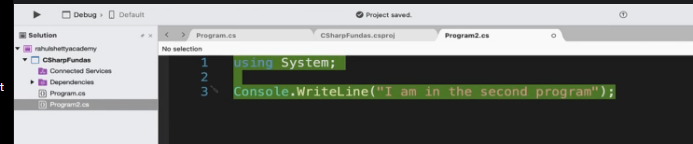 Debug › Default
Project saved.
Solution
Program.cs
CSharpFundas.csproj
Program2.cs
rahulshettyacademy
No selection
CSharpFundas
Connected Services
Dependencies
Program.cs
Program2.cs
t
1 using System;
2
3 Console.WriteLine("I am in the second program");